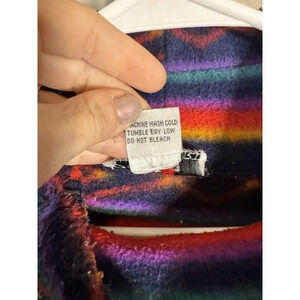 MACHINE WASH COLD
TUMBLE DRY LOW
DO NOT BLEACH